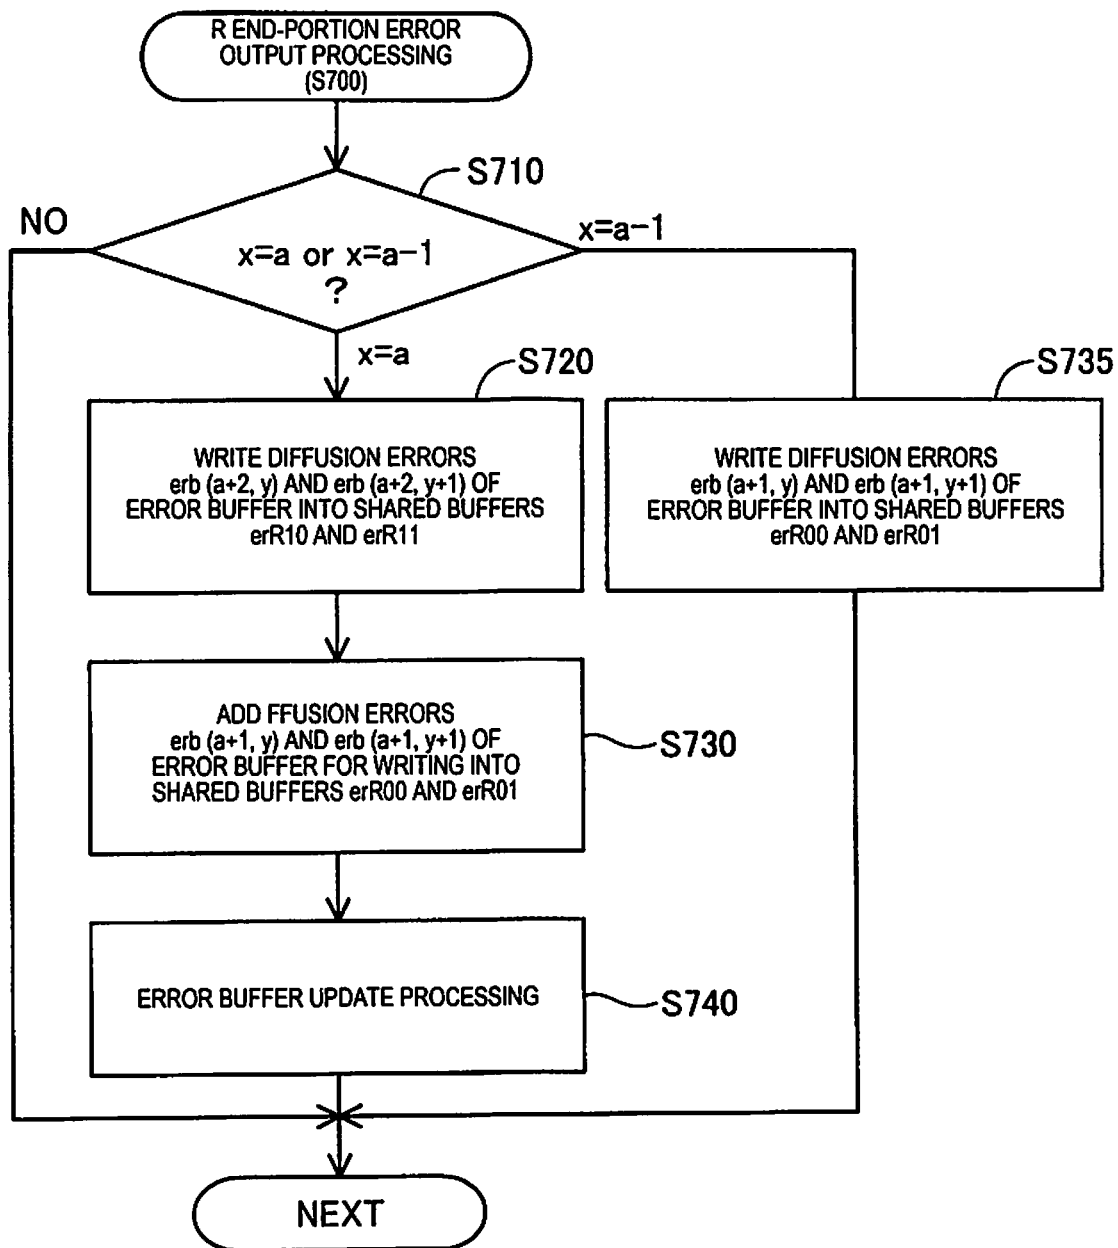 R END-PORTION ERROR
OUTPUT PROCESSING
(S700)
S710
NO
x=a-1
x=a or x=a-1
?
x=a
S720
S735
WRITE DIFFUSION ERRORS
erb (a+2, y) AND erb (a+2, y+1) OF
ERROR BUFFER INTO SHARED BUFFERS
erR10 AND erR11
WRITE DIFFUSION ERRORS
erb (a+1, y) AND erb (a+1, y+1) OF
ERROR BUFFER INTO SHARED BUFFERS
erR00 AND erR01
ADD FFUSION ERRORS
erb (a+1, y) AND erb (a+1, y+1) OF
ERROR BUFFER FOR WRITING INTO
SHARED BUFFERS erR00 AND erR01
S730
ERROR BUFFER UPDATE PROCESSING
S740
NEXT